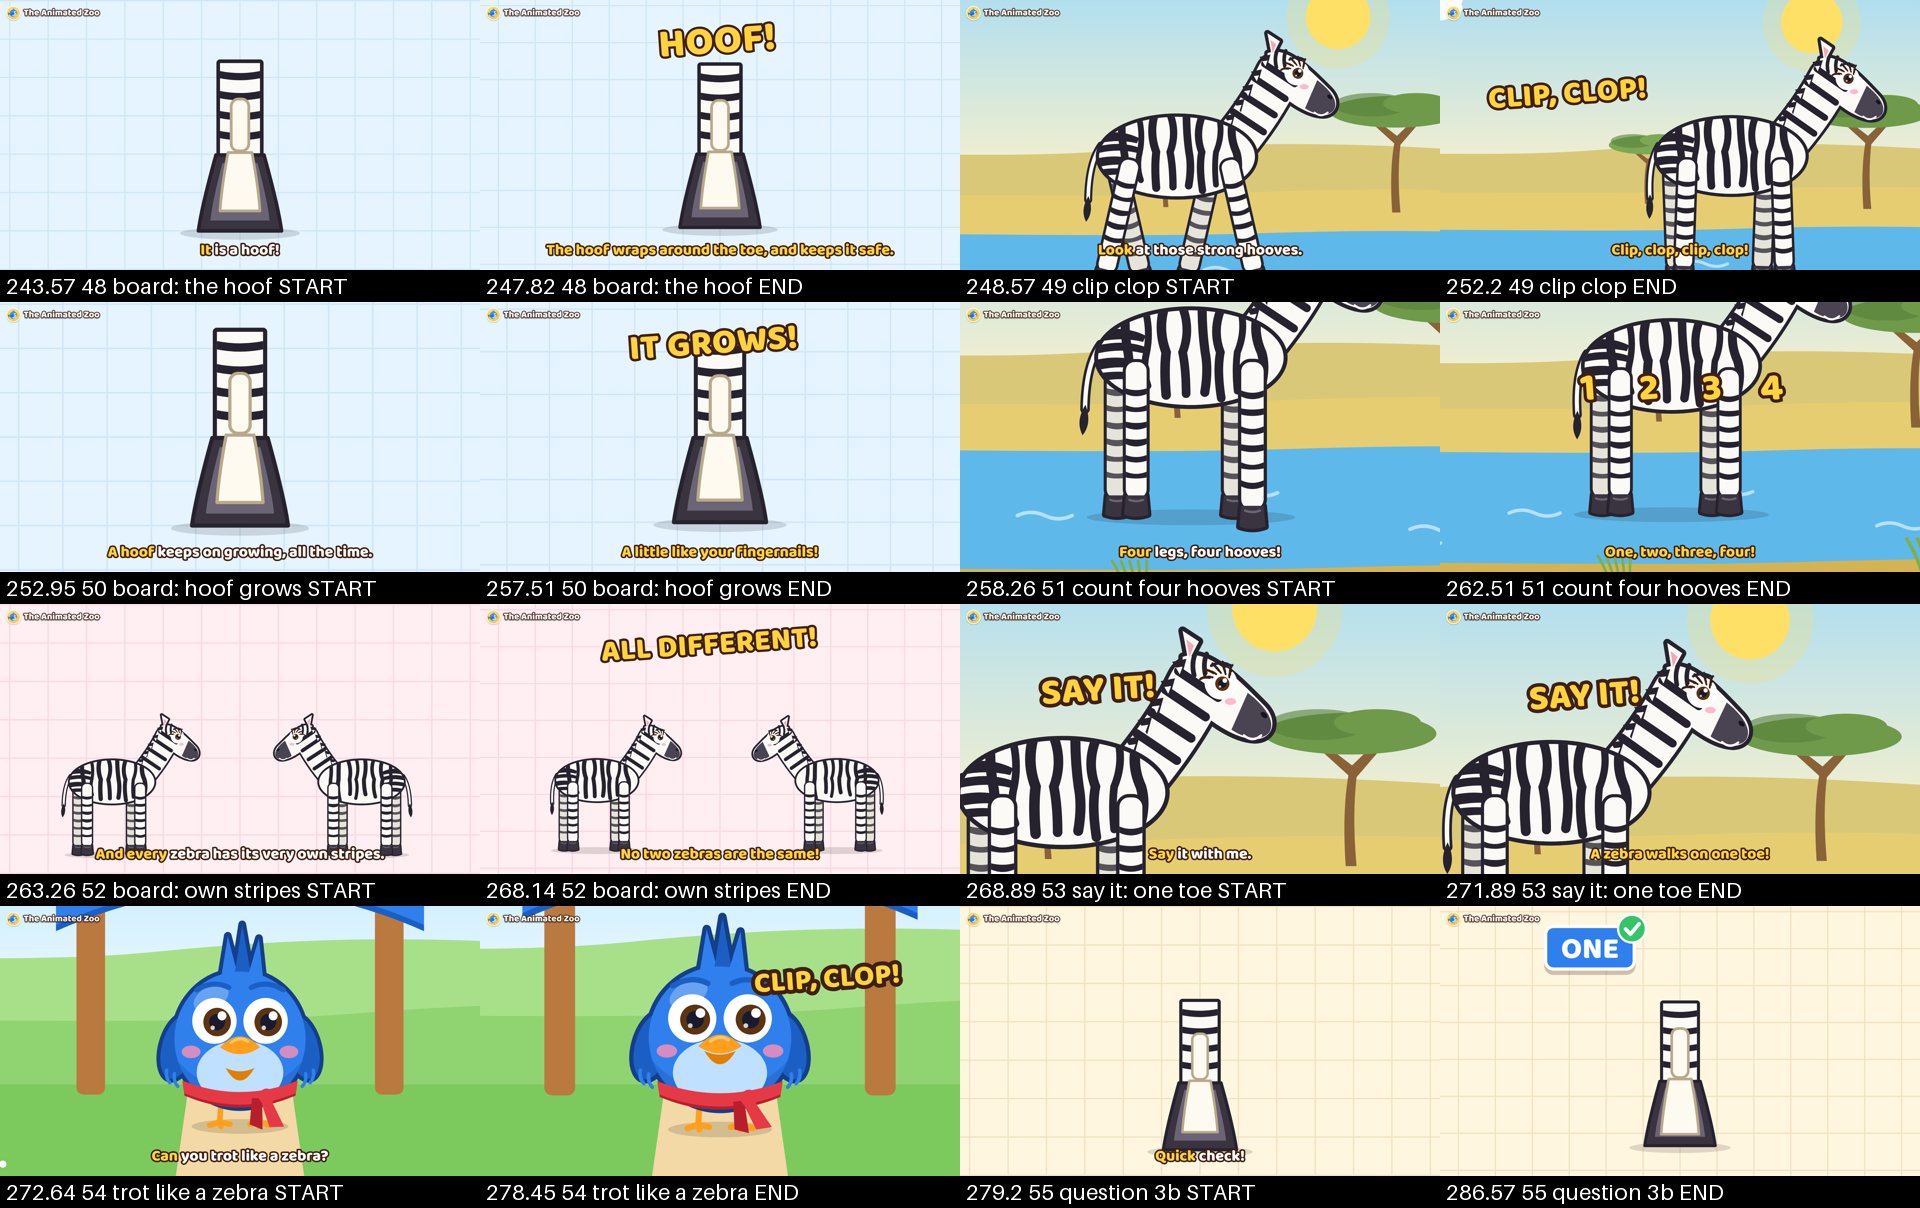 The Animated Zoo
It is a hoof!
243.57 48 board: the hoof START
The Animated Zoo
HOOF!
The hoof wraps around the toe, and keeps it safe.
247.82 48 board: the hoof END
The Animated Zoo
Look at those strong hooves.
248.57 49 clip clop START
The Animated Zoo
CLIP, CLOP!
Clip, clop, clip, clop!
252.2 49 clip clop END
The Animated Zoo
A hoof keeps on growing, all the time.
252.95 50 board: hoof grows START
The Animated Zoo
IT GROWS!
A little like your fingernails!
257.51 50 board: hoof grows END
The Animated Zoo
Four legs, four hooves!
258.26 51 count four hooves START
The Animated Zoo
1 2 3 4
One, two, three, four!
262.51 51 count four hooves END
The Animated Zoo
And every zebra has its very own stripes.
263.26 52 board: own stripes START
The Animated Zoo
ALL DIFFERENT!
No two zebras are the same!
268.14 52 board: own stripes END
The Animated Zoo
SAY IT!
Say it with me.
268.89 53 say it: one toe START
The Animated Zoo
SAY IT!
A zebra walks on one toe!
271.89 53 say it: one toe END
The Animated Zoo
Can you trot like a zebra?
272.64 54 trot like a zebra START
The Animated Zoo
CLIP, CLOP!
278.45 54 trot like a zebra END
The Animated Zoo
Quick check!
279.2 55 question 3b START
The Animated Zoo
ONE
286.57 55 question 3b END